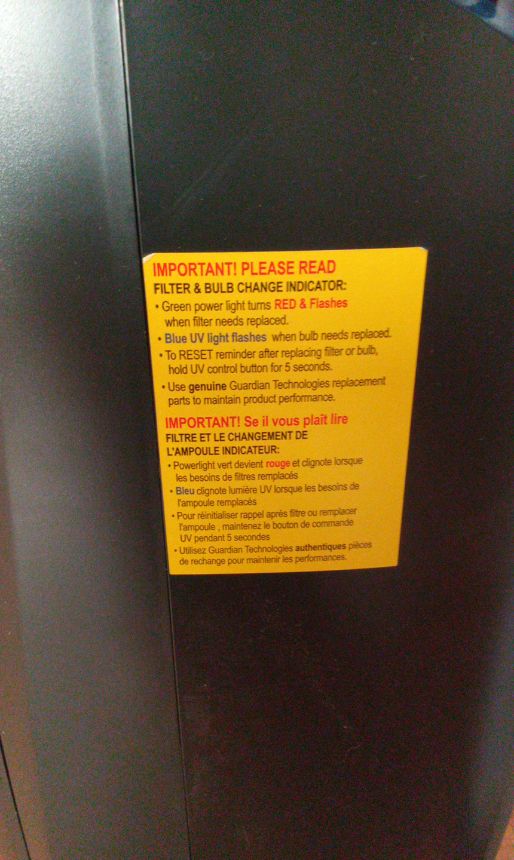 IMPORTANT! PLEASE READ
FILTER & BULB CHANGE INDICATOR:
• Green power light turns RED & Flashes
when filter needs replaced.
• Blue UV light flashes when bulb needs replaced.
• To RESET reminder after replacing filter or bulb,
hold UV control button for 5 seconds.
• Use genuine Guardian Technologies replacement
parts to maintain product performance.
IMPORTANT! Se il vous plaît lire
FILTRE ET LE CHANGEMENT DE
L'AMPOULE INDICATEUR:
• Powerlight vert devient rouge et clignote lorsque
les besoins de filtres remplacés
• Bleu clignote lumière UV lorsque les besoins de
l'ampoule remplacés
• Pour réinitialiser rappel après filtre ou remplacer
l'ampoule , maintenez le bouton de commande
UV pendant 5 secondes
• Utilisez Guardian Technologies authentiques pièces
de rechange pour maintenir les performances.